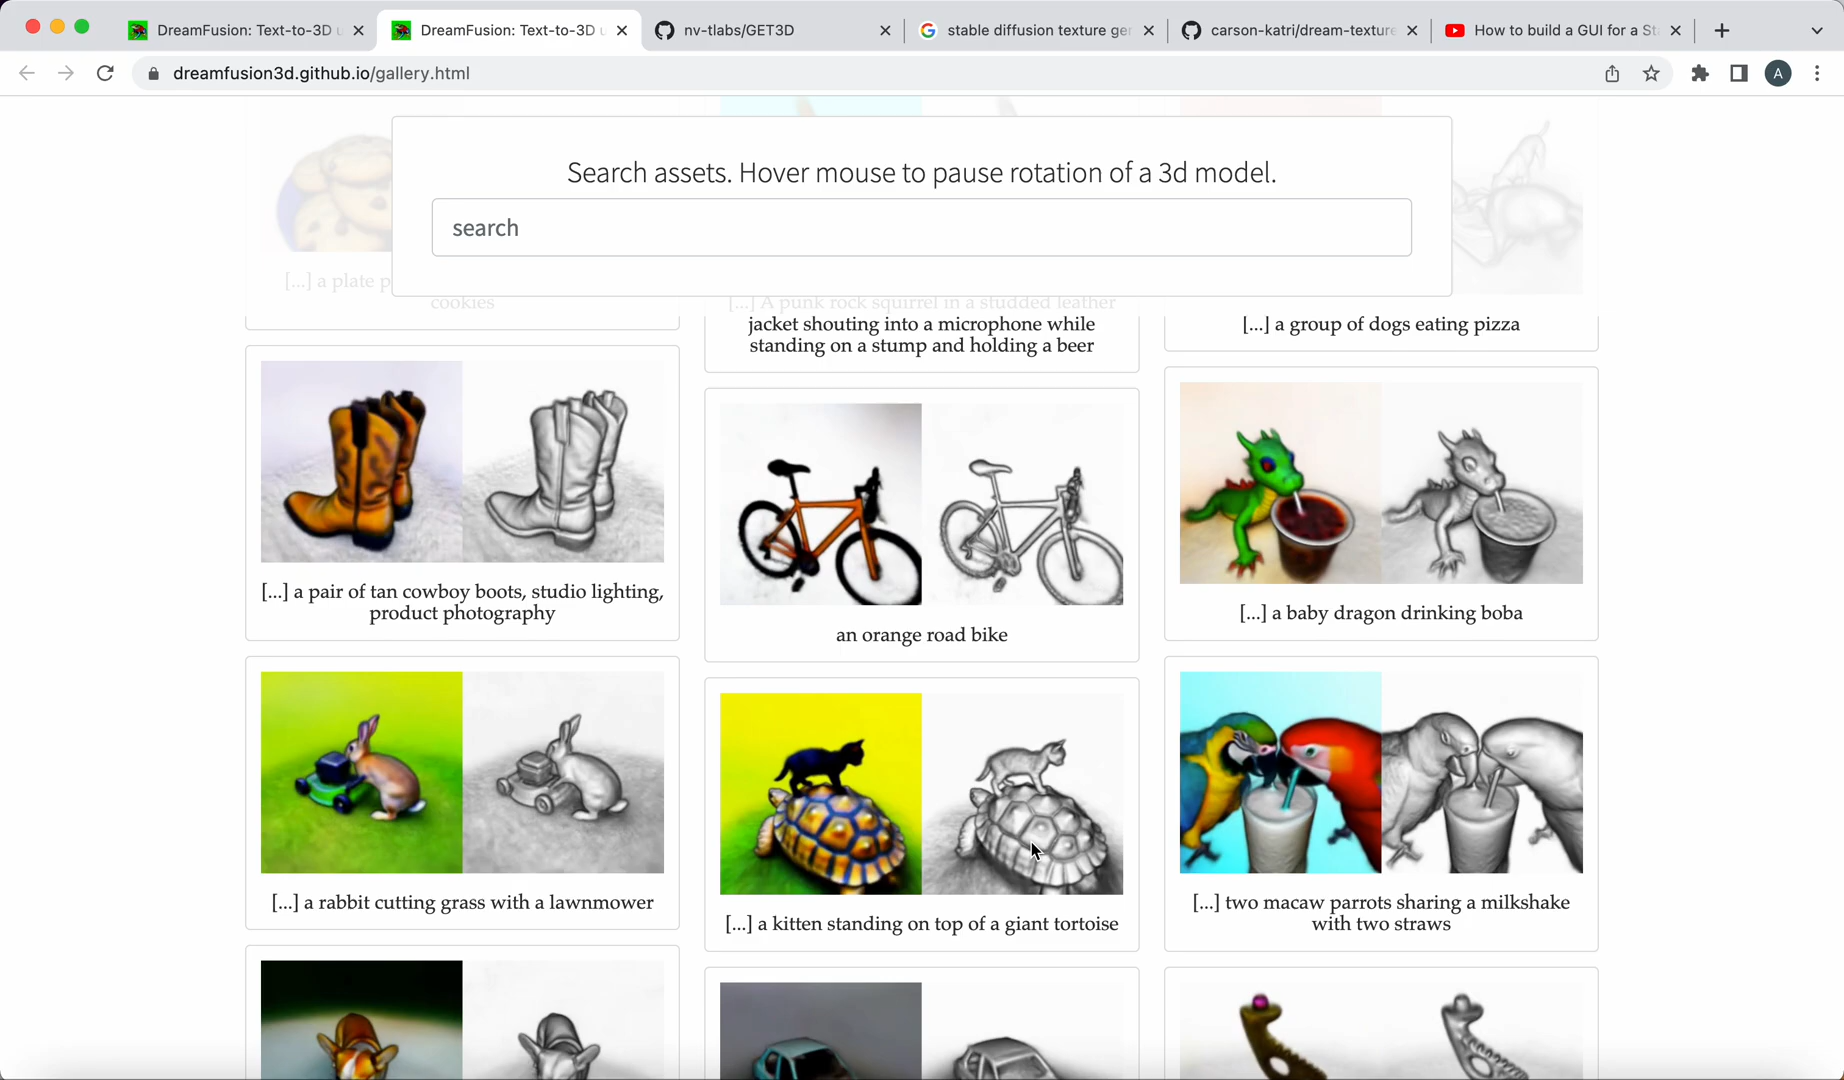 DreamFusion: Text-to-3D u
DreamFusion: Text-to-3D u
nv-tlabs/GET3D
stable diffusion texture ger
carson-katri/dream-texture
How to build a GUI for a Sta
dreamfusion3d.github.io/gallery.html
A
Search assets. Hover mouse to pause rotation of a 3d model.
search
[...] a plate p
cookies
[...] A punk rock squirrel in a studded leather
jacket shouting into a microphone while
standing on a stump and holding a beer
[...] a group of dogs eating pizza
[...] a pair of tan cowboy boots, studio lighting,
product photography
an orange road bike
[...] a baby dragon drinking boba
[...] a rabbit cutting grass with a lawnmower
[...] a kitten standing on top of a giant tortoise
[...] two macaw parrots sharing a milkshake
with two straws